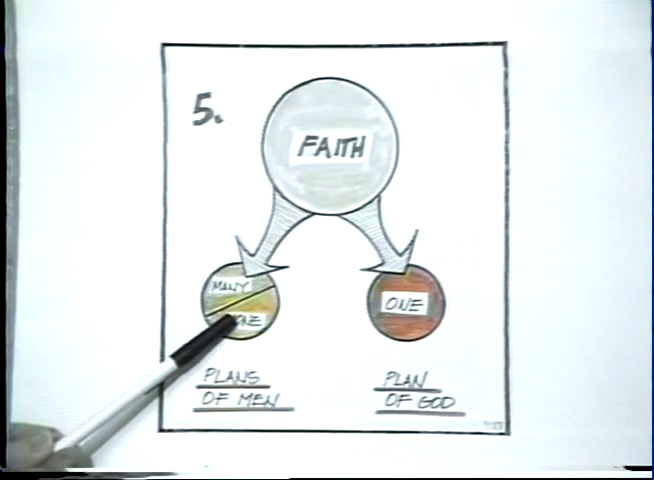 5.
FAITH
MANY
ONE
PLANS
OF MEN
PLAN
OF GOD